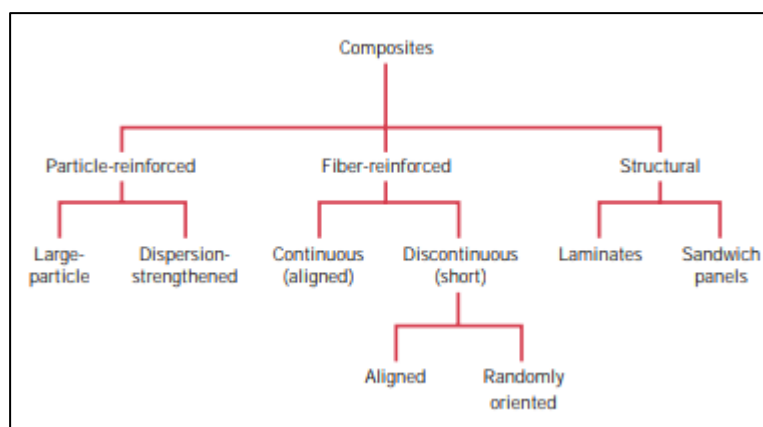 Composites
Particle-reinforced
Fiber-reinforced
Structural
Large-
particle
Dispersion-
strengthened
Continuous
(aligned)
Discontinuous
(short)
Laminates
Sandwich
panels
Aligned
Randomly
oriented